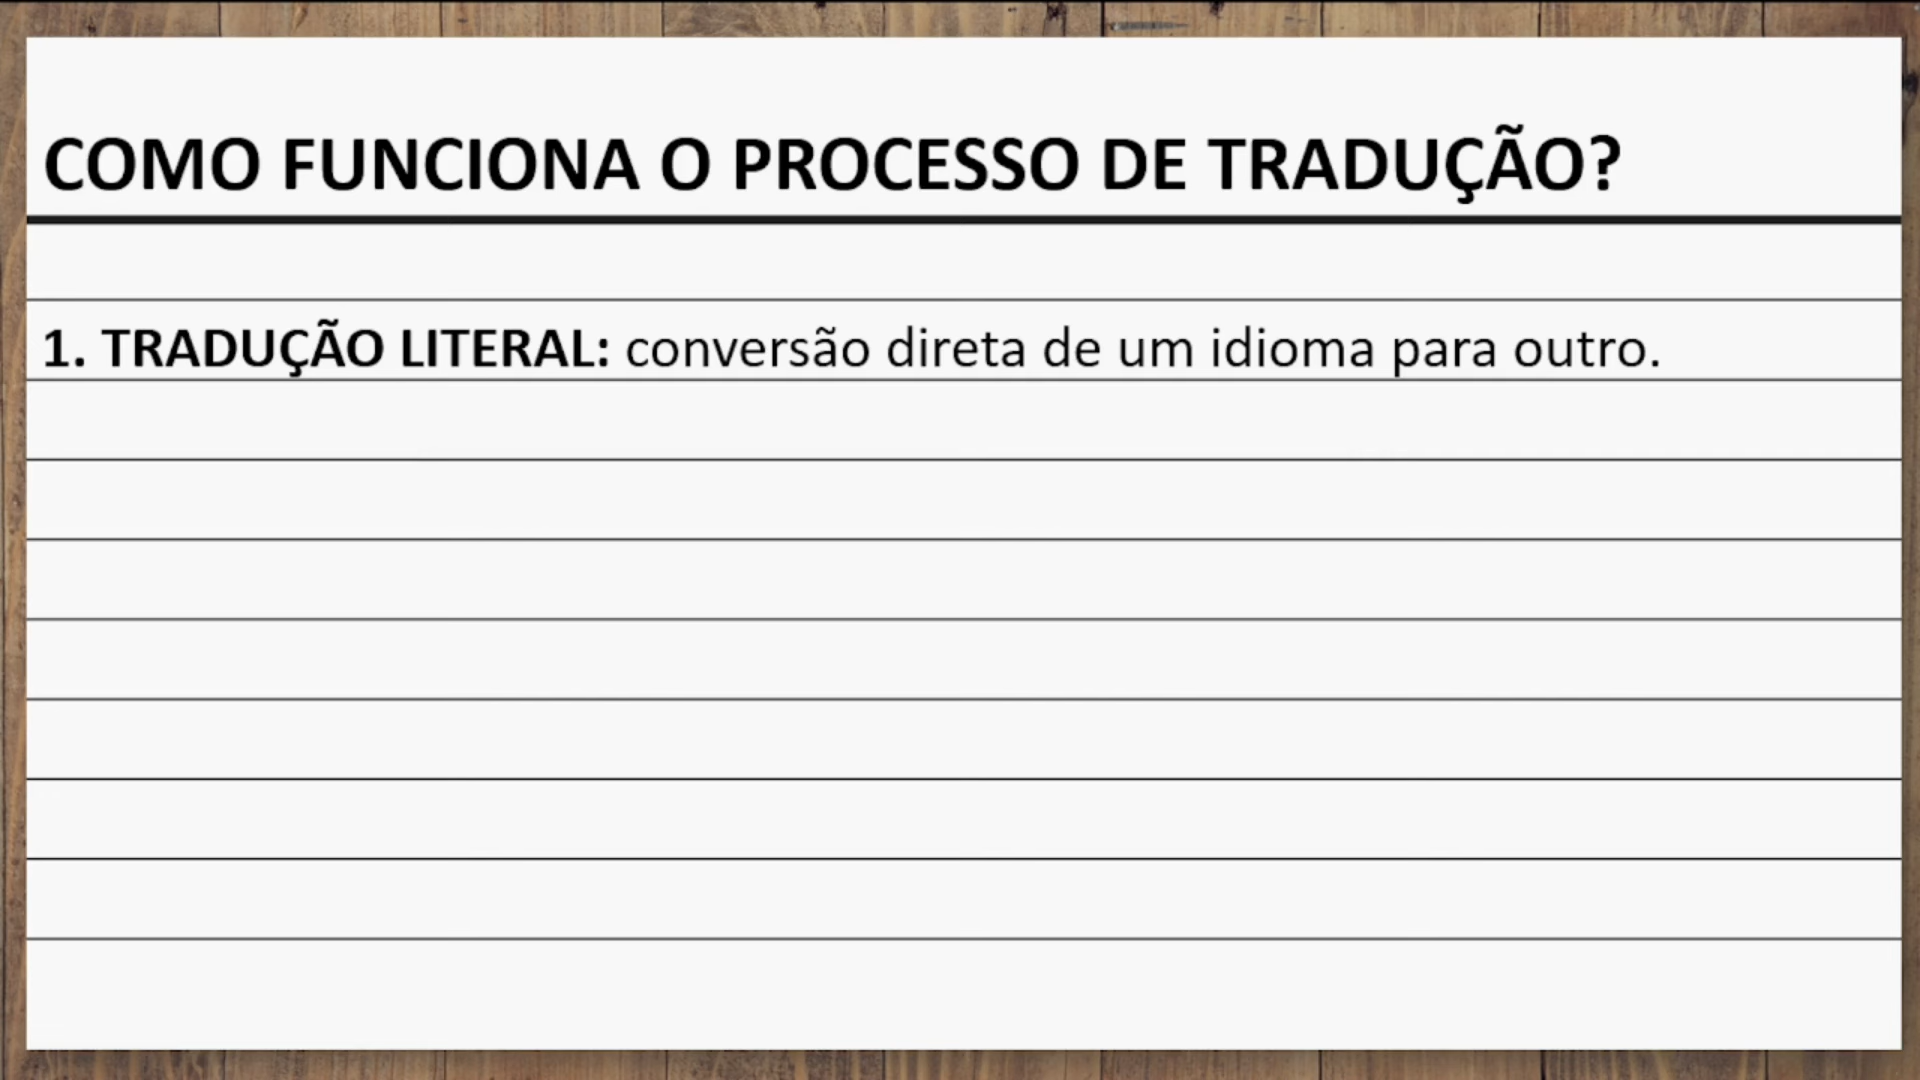 COMO FUNCIONA O PROCESSO DE TRADUÇÃO?
1. TRADUÇÃO LITERAL: conversão direta de um idioma para outro.